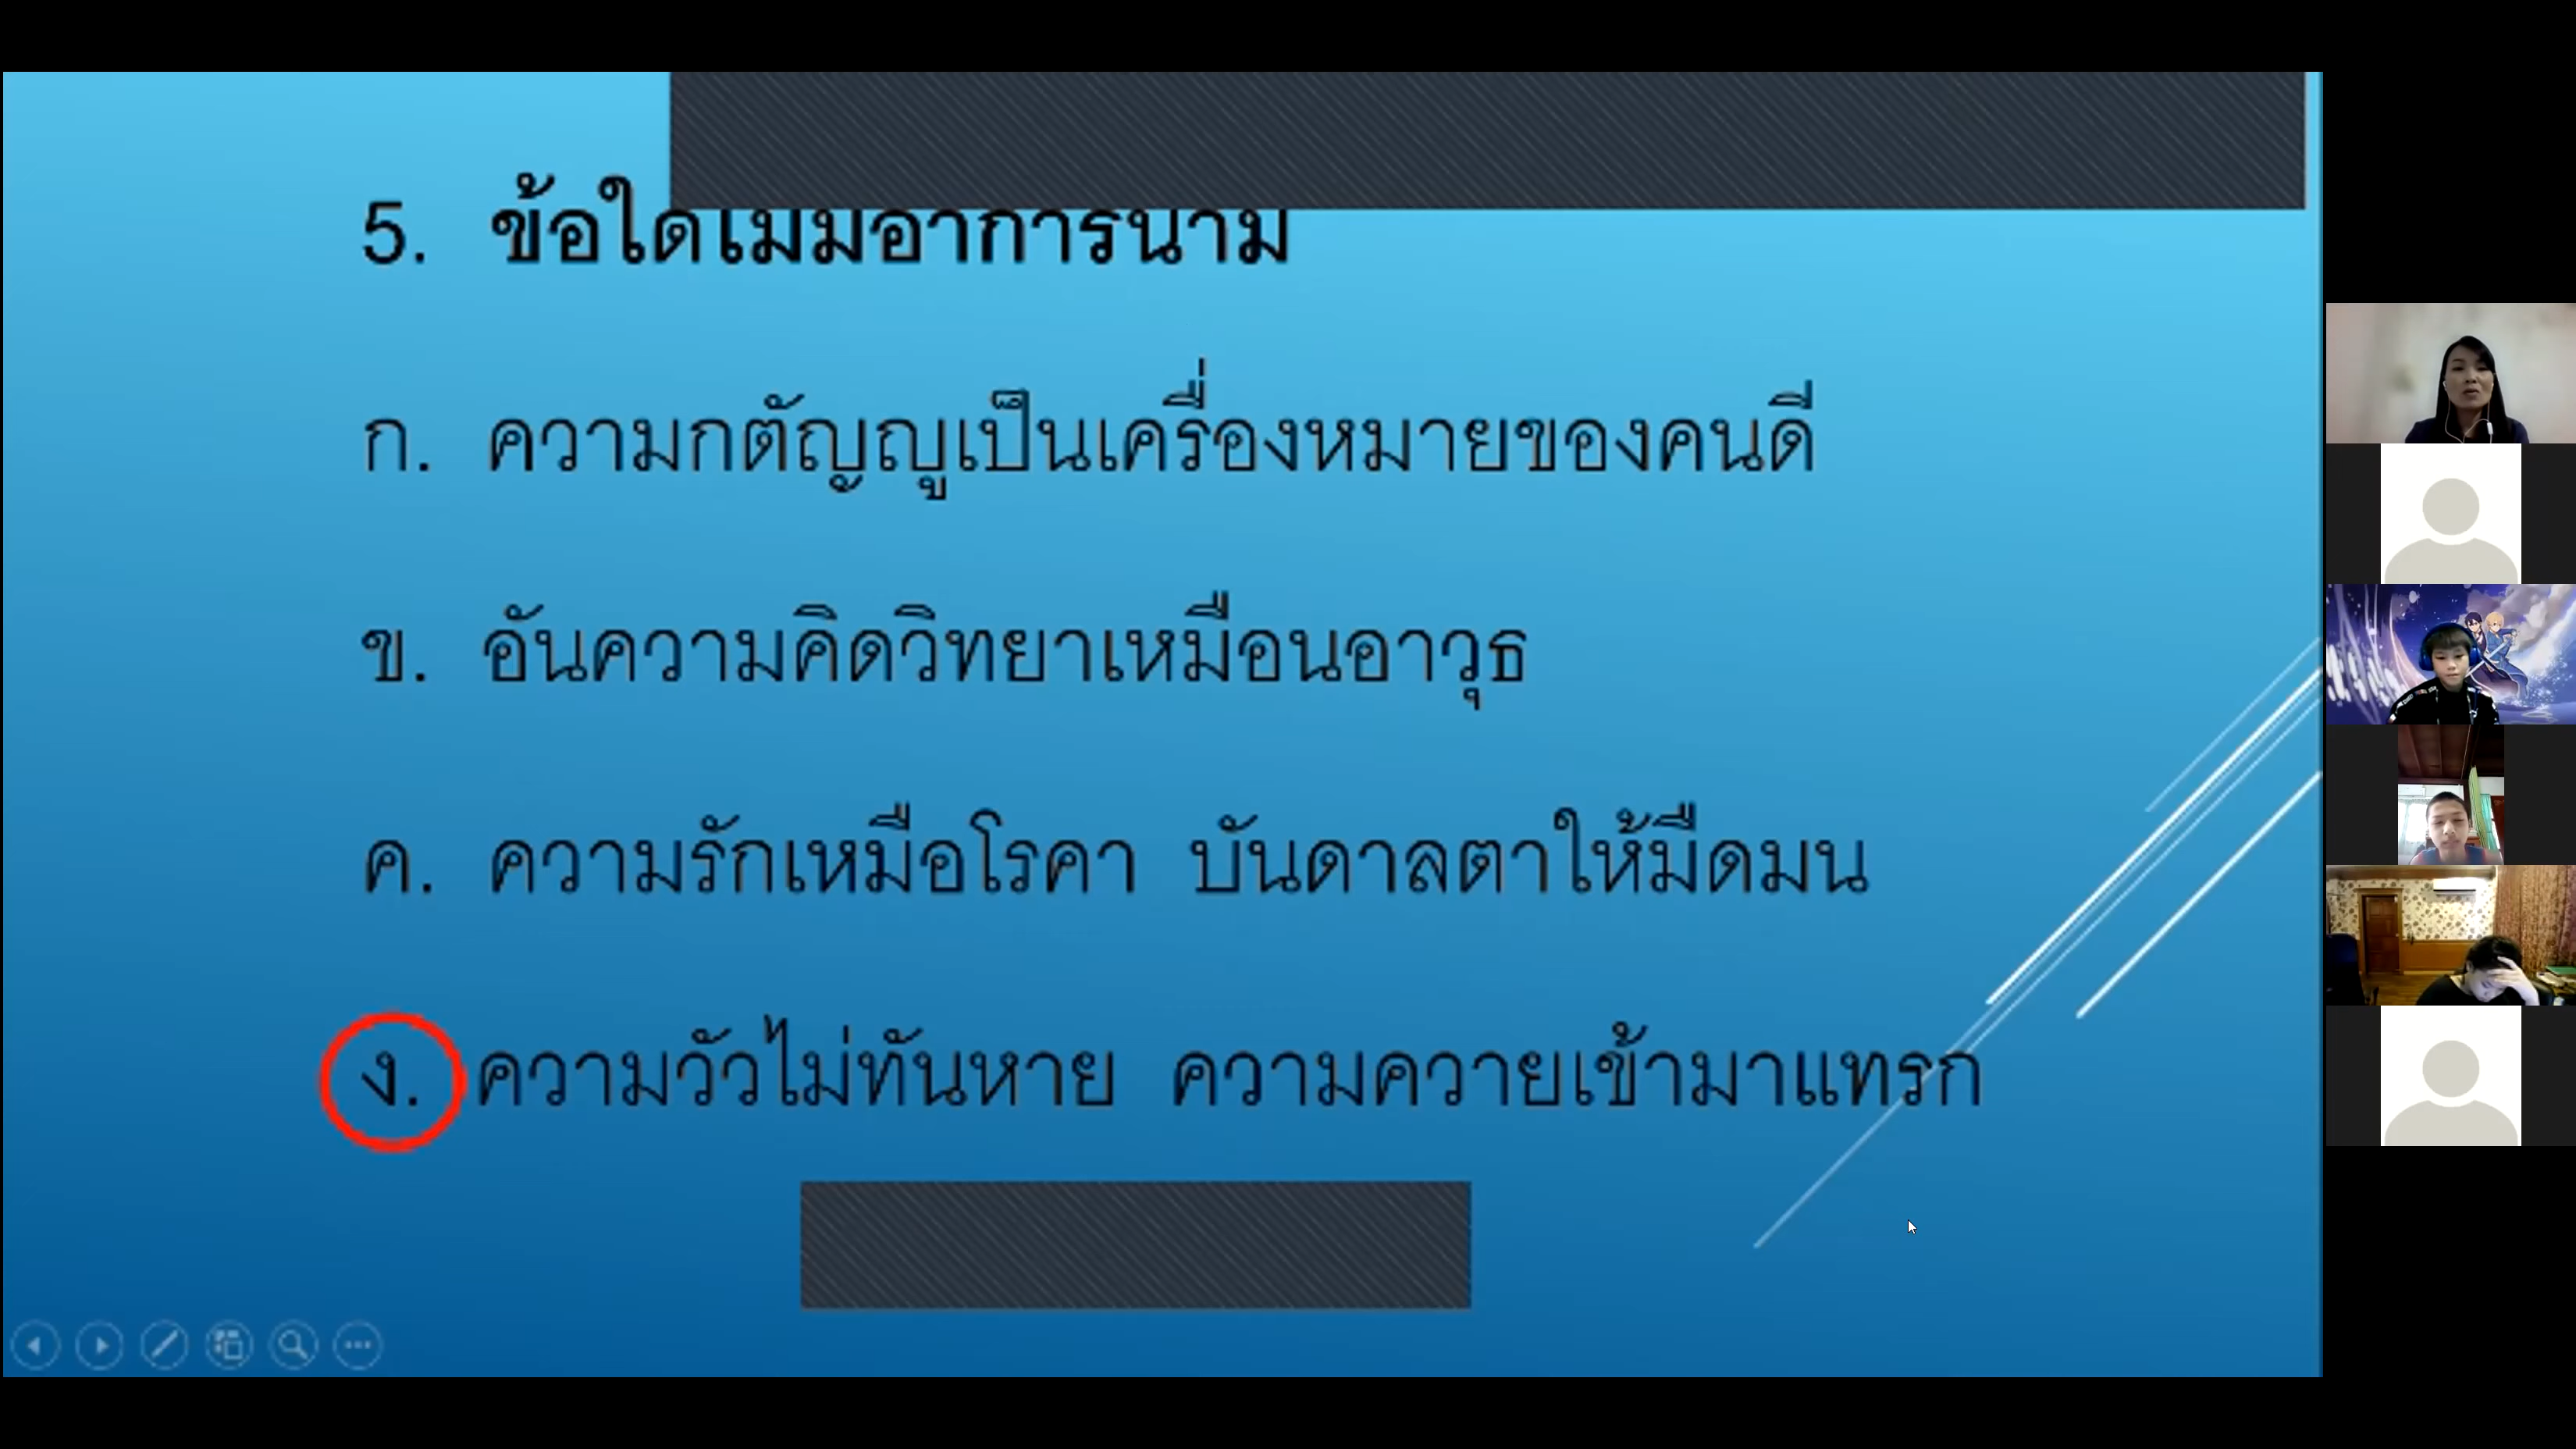 5. ข้อใดไม่มีอาการนาม
ก. ความกตัญญูเป็นเครื่องหมายของคนดี
ข. อันความคิดวิทยาเหมือนอาวุธ
ค. ความรักเหมือโรคา บันดาลตาให้มืดมน
ง. ความวัวไม่ทันหาย ความควายเข้ามาแทรก